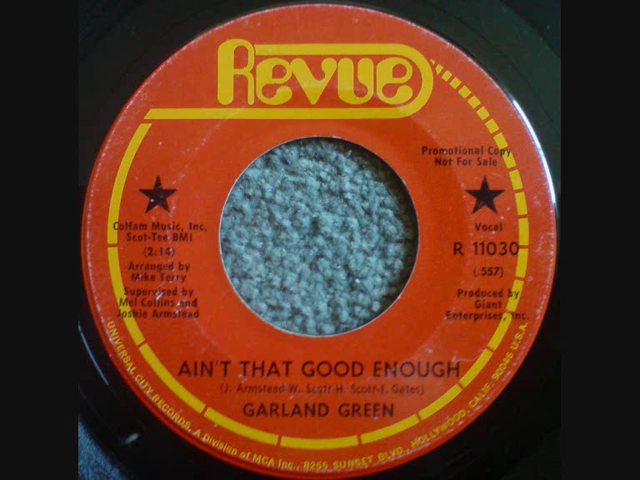 Revue
Promotional Copy
Not For Sale
Colfam Music, Inc.
Scot-Tee BMI
(2:14)
Arranged by
Mike Terry
Supervised by
Mel Collins and
Joshie Armstead
Vocal
R 11030
(.557)
Produced by
Giant
Enterprises, Inc.
AIN'T THAT GOOD ENOUGH
(J. Armstead-W. Scott-H. Scott-I. Gates)
GARLAND GREEN
UNIVERSAL CITY RECORDS, A Division of MCA Inc., 8255 SUNSET BLVD., HOLLYWOOD, CALIF. 90046 U.S.A.